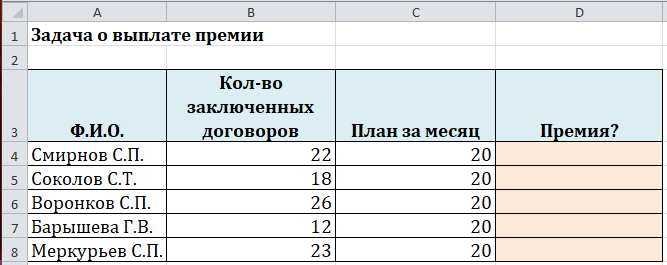 A B C D
1 Задача о выплате премии
2
3 Ф.И.О. Кол-во
заключенных
договоров План за месяц Премия?
4 Смирнов С.П. 22 20
5 Соколов С.Т. 18 20
6 Воронков С.П. 26 20
7 Барышева Г.В. 12 20
8 Меркурьев С.П. 23 20